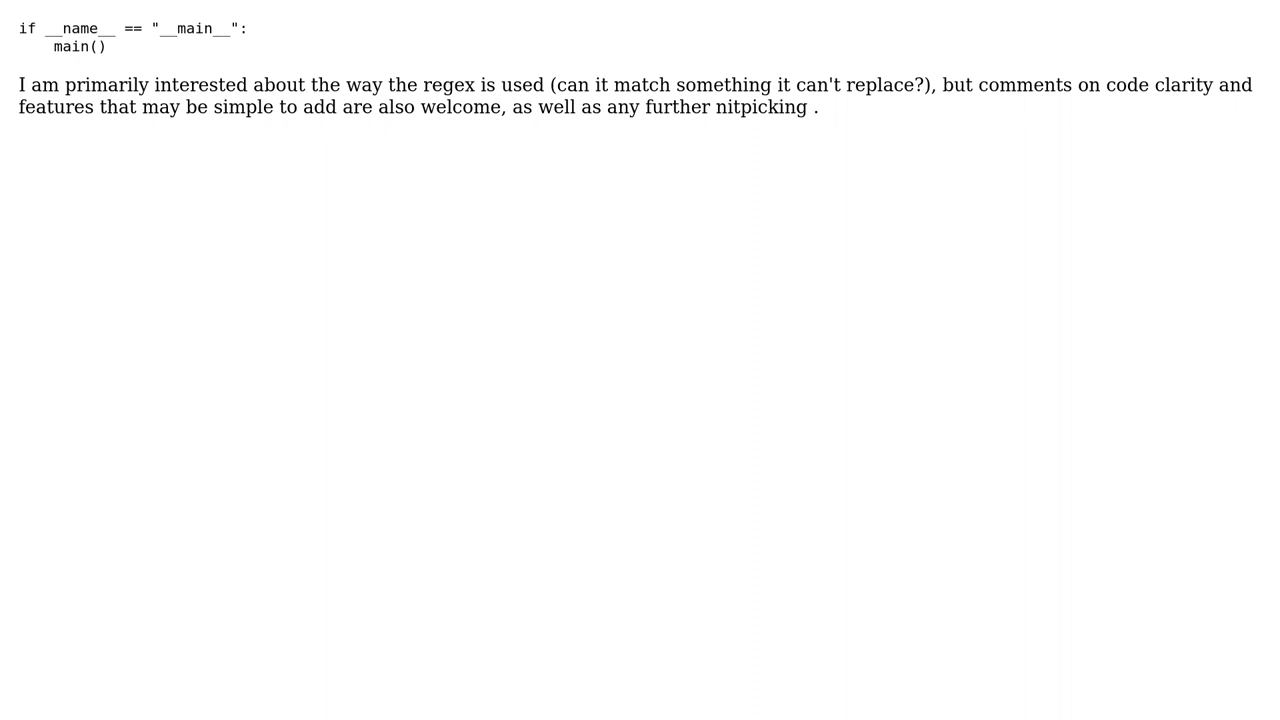 if __name__ == "__main__":
    main()
I am primarily interested about the way the regex is used (can it match something it can't replace?), but comments on code clarity and
features that may be simple to add are also welcome, as well as any further nitpicking .